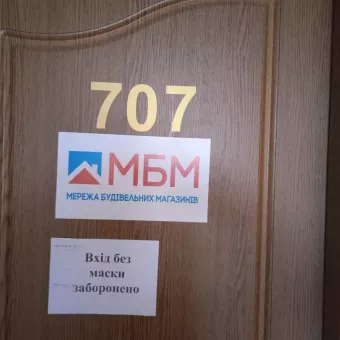 707
МБМ
МЕРЕЖА БУДІВЕЛЬНИХ МАГАЗИНІВ
Вхід без
маски
заборонено